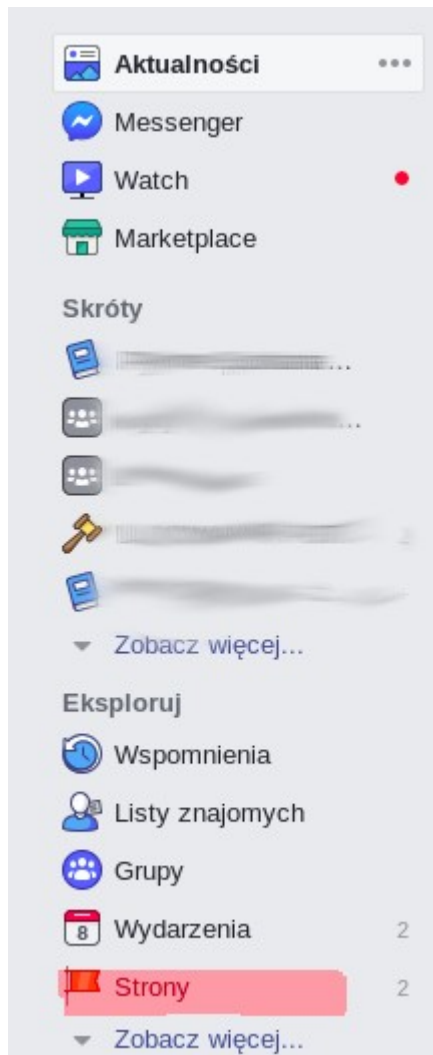 Aktualności
Messenger
Watch
Marketplace
Skróty
...
...
2
Zobacz więcej...
Eksploruj
Wspomnienia
Listy znajomych
Grupy
8 Wydarzenia 2
Strony 2
Zobacz więcej...